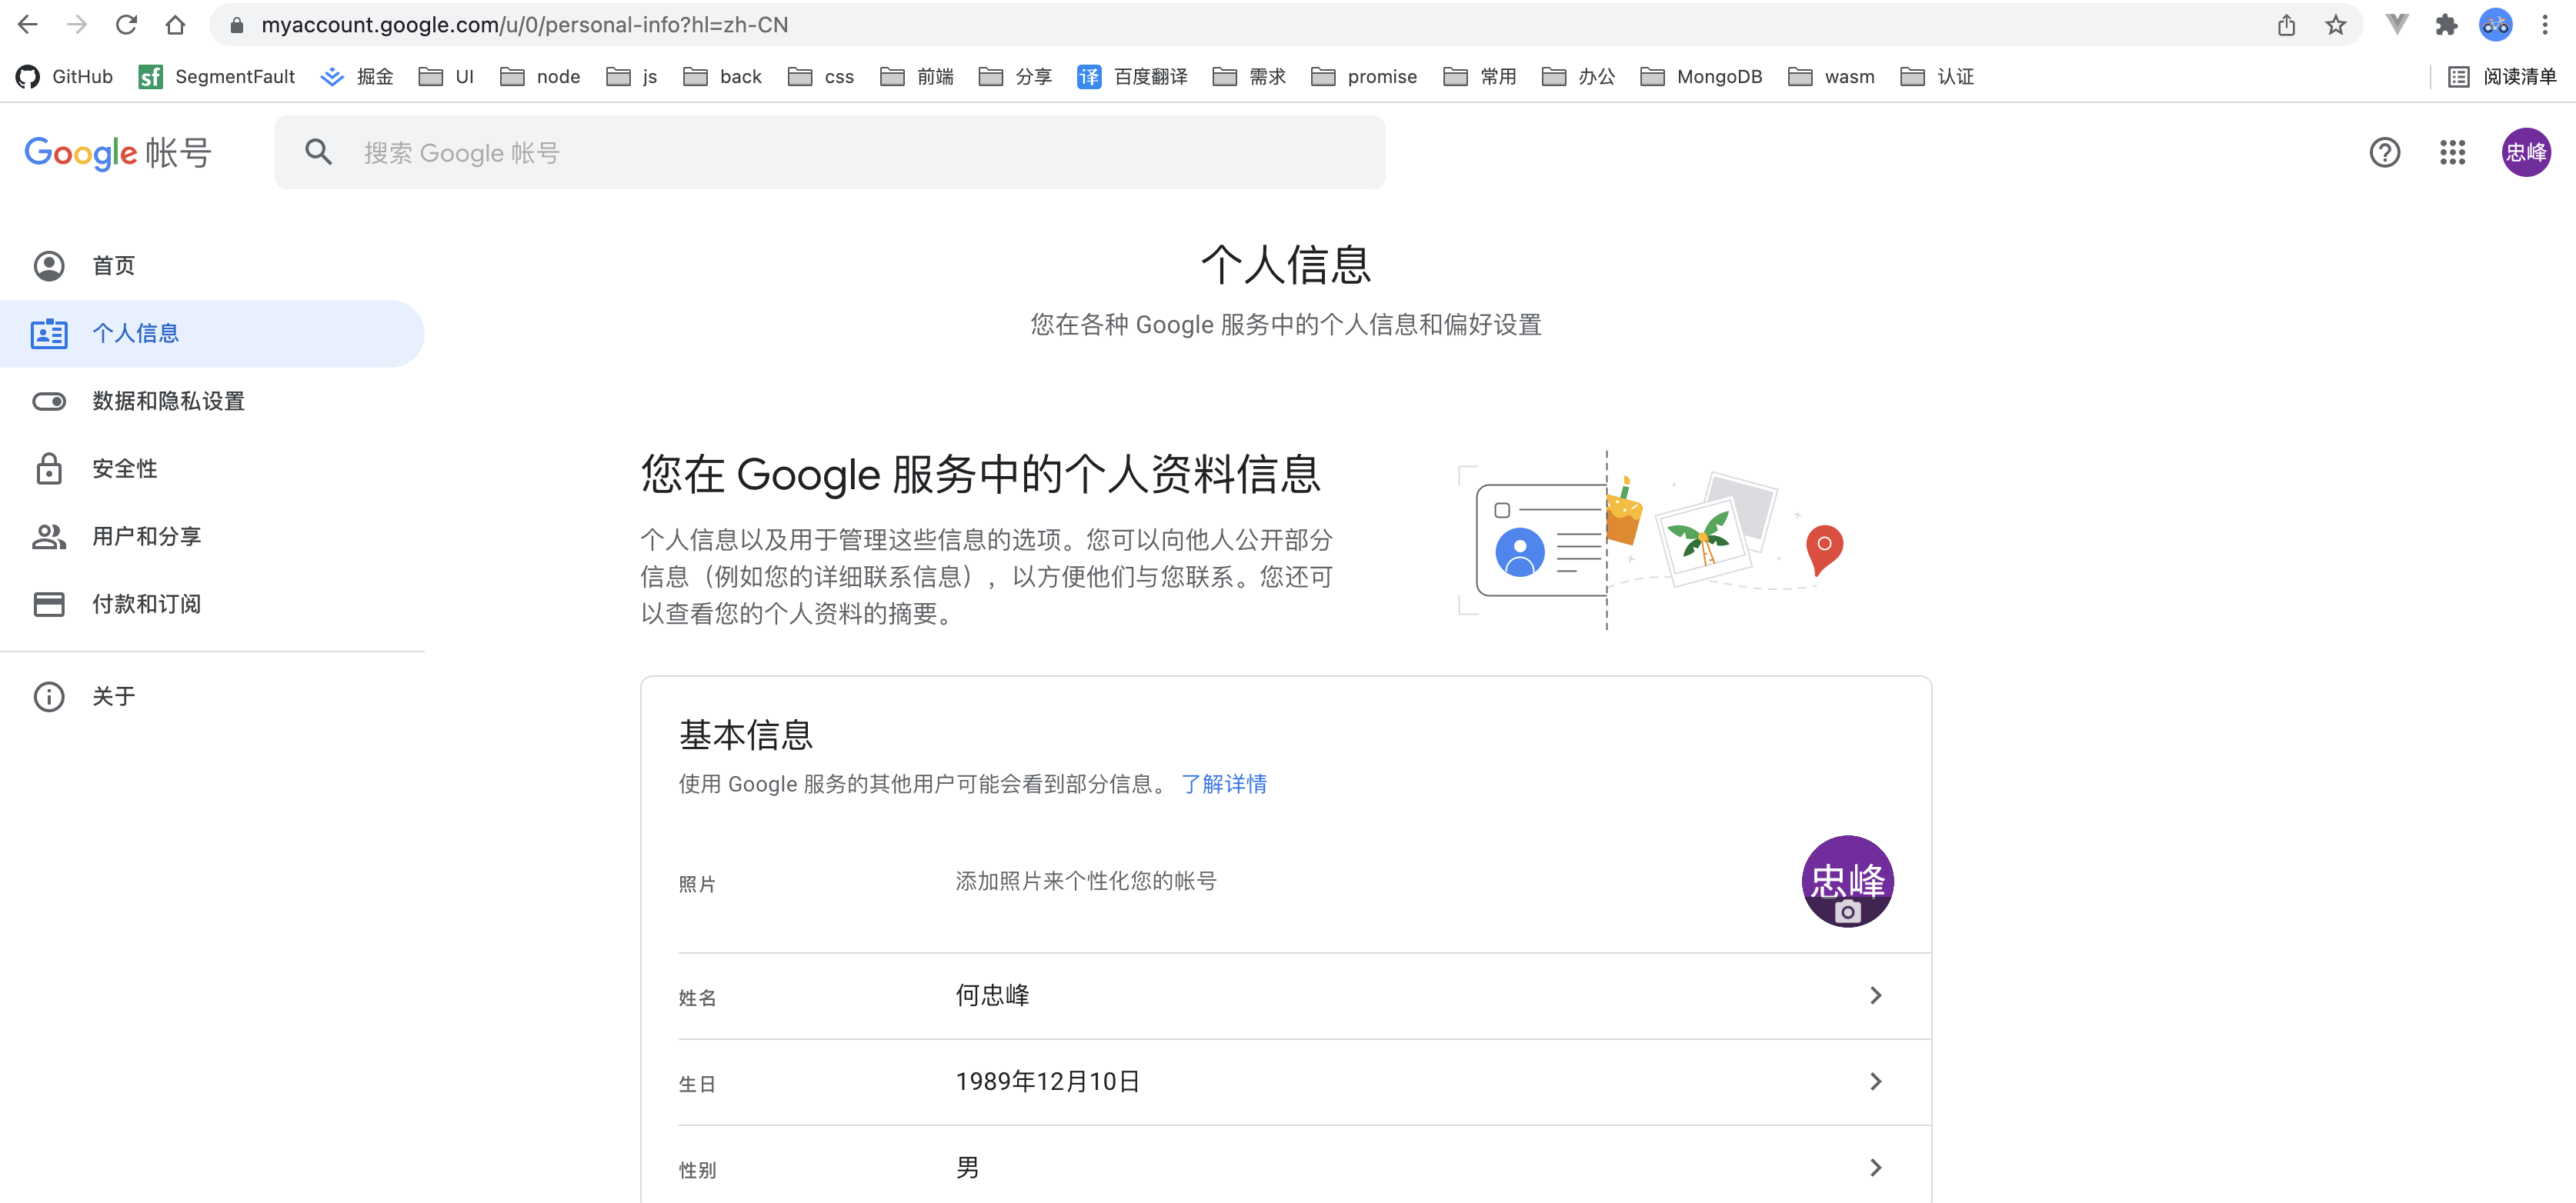 myaccount.google.com/u/0/personal-info?hl=zh-CN
GitHub SegmentFault 掘金 UI node js back css 前端 分享 译 百度翻译 需求 promise 常用 办公 MongoDB wasm 认证 阅读清单
Google 帐号 搜索 Google 帐号 忠峰
首页
个人信息
数据和隐私设置
安全性
用户和分享
付款和订阅
关于
个人信息
您在各种 Google 服务中的个人信息和偏好设置
您在 Google 服务中的个人资料信息
个人信息以及用于管理这些信息的选项。您可以向他人公开部分
信息（例如您的详细联系信息），以方便他们与您联系。您还可
以查看您的个人资料的摘要。
基本信息
使用 Google 服务的其他用户可能会看到部分信息。 了解详情
照片 添加照片来个性化您的帐号 忠峰
姓名 何忠峰
生日 1989年12月10日
性别 男